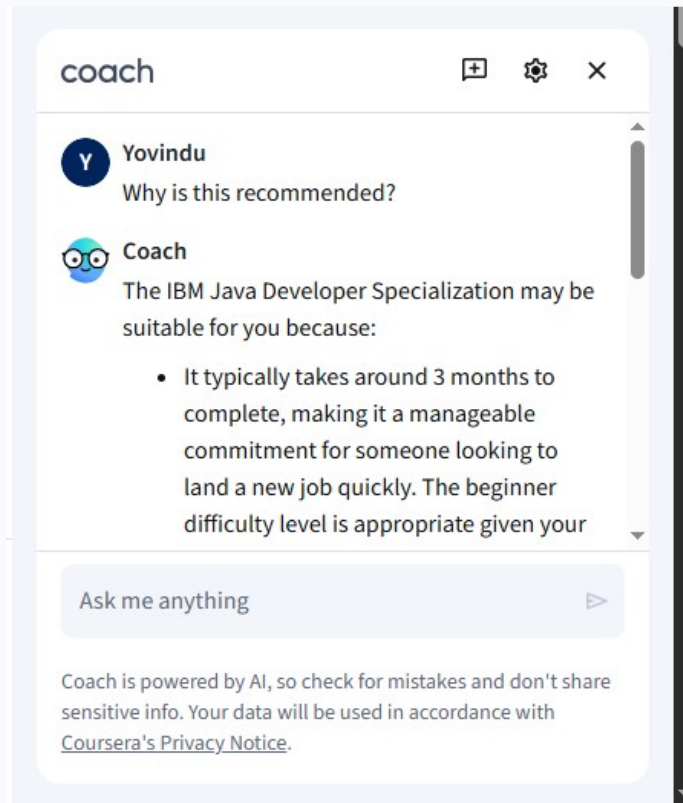 coach
Y
Yovindu
Why is this recommended?
Coach
The IBM Java Developer Specialization may be
suitable for you because:
• It typically takes around 3 months to
complete, making it a manageable
commitment for someone looking to
land a new job quickly. The beginner
difficulty level is appropriate given your
Ask me anything
Coach is powered by AI, so check for mistakes and don't share
sensitive info. Your data will be used in accordance with
Coursera's Privacy Notice.